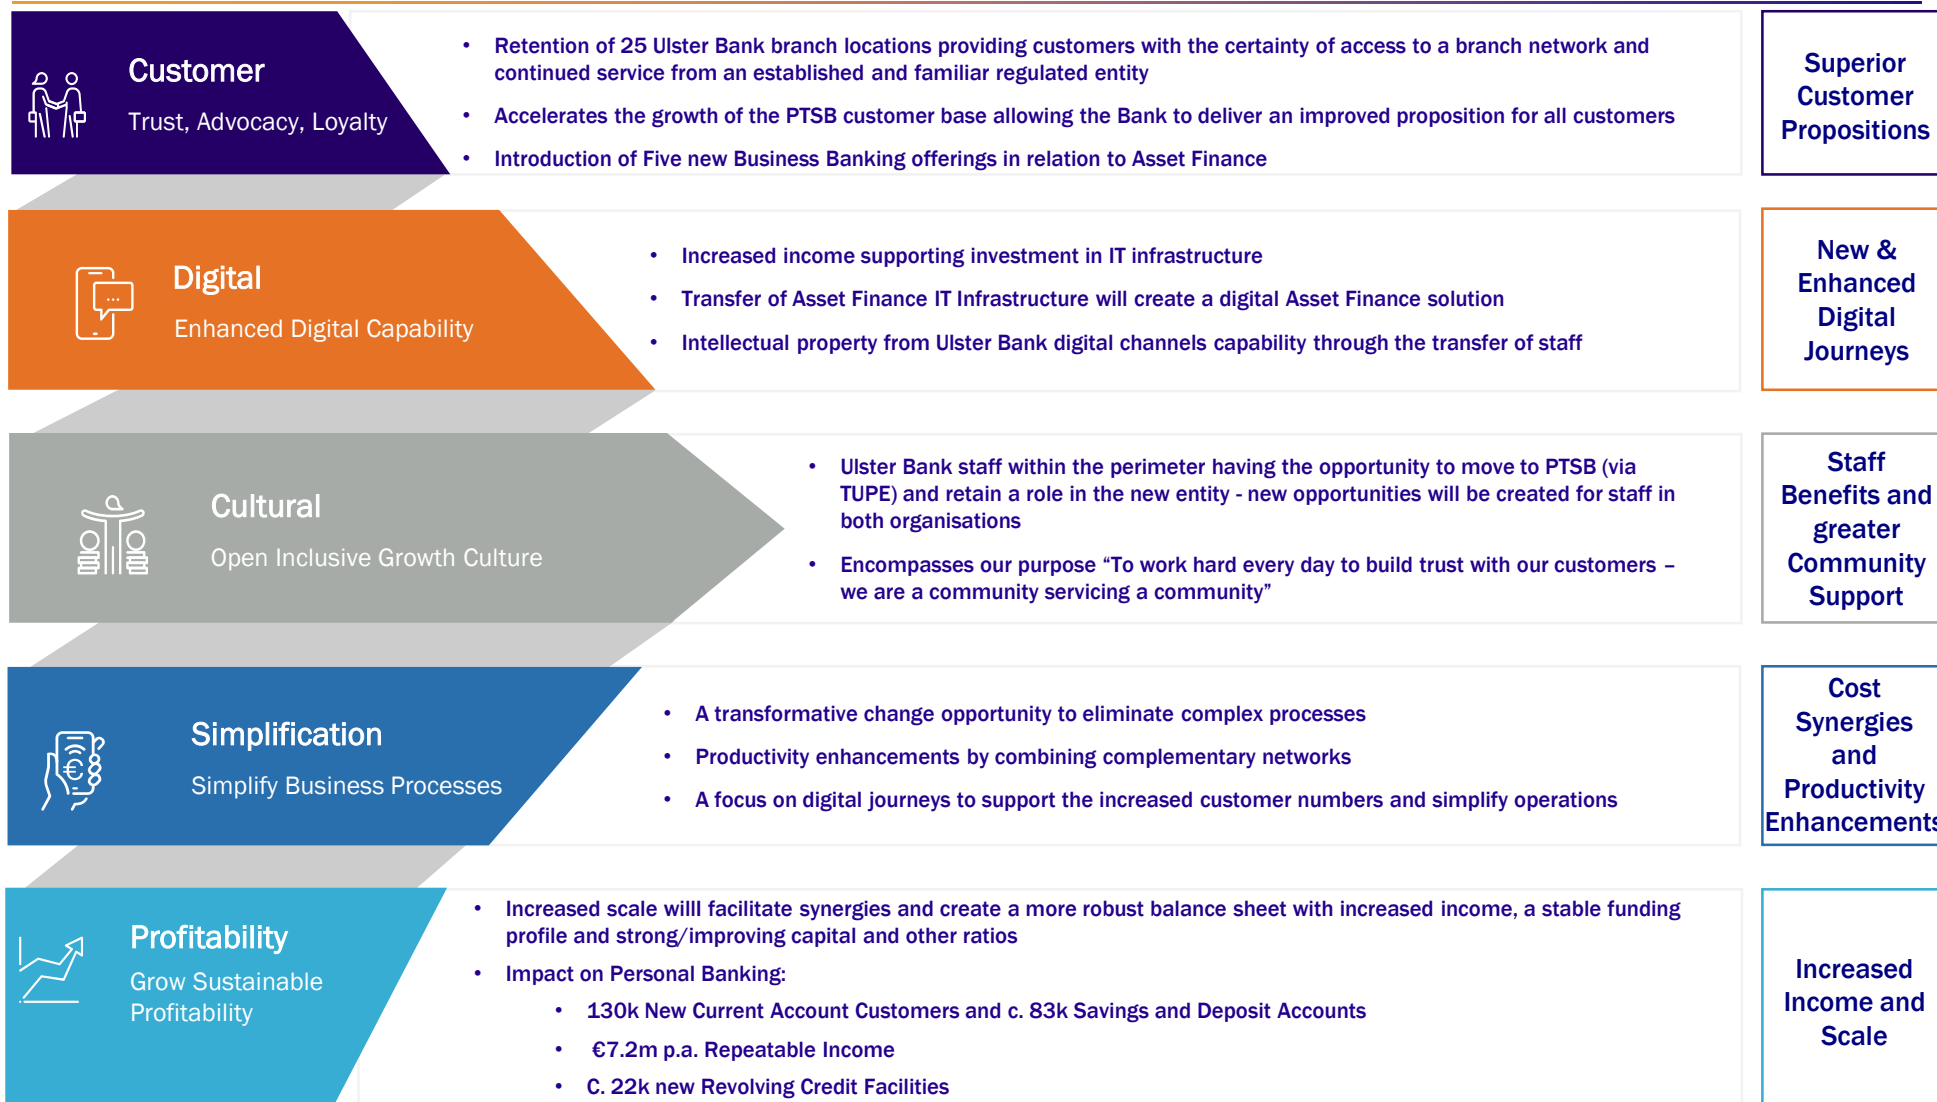 Customer
Trust, Advocacy, Loyalty
• Retention of 25 Ulster Bank branch locations providing customers with the certainty of access to a branch network and
continued service from an established and familiar regulated entity
• Accelerates the growth of the PTSB customer base allowing the Bank to deliver an improved proposition for all customers
• Introduction of Five new Business Banking offerings in relation to Asset Finance
Superior
Customer
Propositions
Digital
Enhanced Digital Capability
• Increased income supporting investment in IT infrastructure
• Transfer of Asset Finance IT Infrastructure will create a digital Asset Finance solution
• Intellectual property from Ulster Bank digital channels capability through the transfer of staff
New &
Enhanced
Digital
Journeys
Cultural
Open Inclusive Growth Culture
• Ulster Bank staff within the perimeter having the opportunity to move to PTSB (via
TUPE) and retain a role in the new entity - new opportunities will be created for staff in
both organisations
• Encompasses our purpose “To work hard every day to build trust with our customers –
we are a community servicing a community”
Staff
Benefits and
greater
Community
Support
€
Simplification
Simplify Business Processes
• A transformative change opportunity to eliminate complex processes
• Productivity enhancements by combining complementary networks
• A focus on digital journeys to support the increased customer numbers and simplify operations
Cost
Synergies
and
Productivity
Enhancements
Profitability
Grow Sustainable
Profitability
• Increased scale willl facilitate synergies and create a more robust balance sheet with increased income, a stable funding
profile and strong/improving capital and other ratios
• Impact on Personal Banking:
• 130k New Current Account Customers and c. 83k Savings and Deposit Accounts
• €7.2m p.a. Repeatable Income
• C. 22k new Revolving Credit Facilities
Increased
Income and
Scale